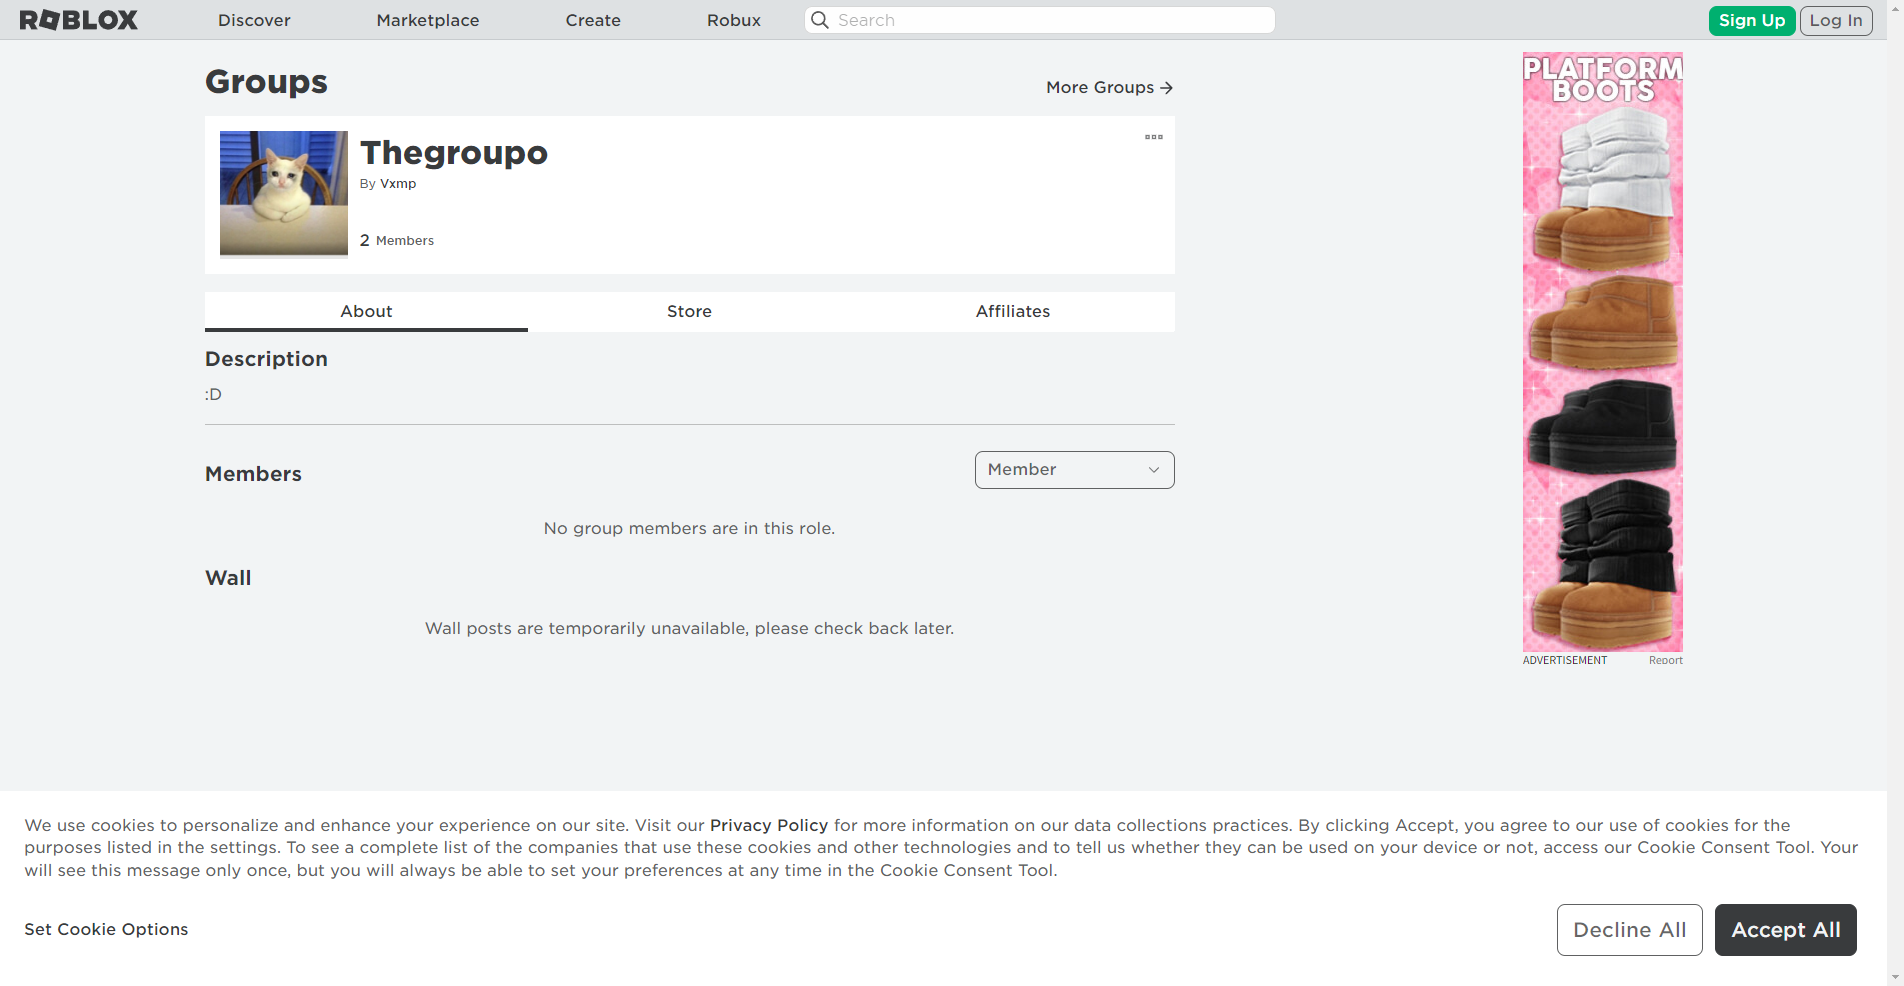 ROBLOX
Discover
Marketplace
Create
Robux
Search
Sign Up
Log In
Groups
More Groups
Thegroupo
By Vxmp
2 Members
About
Store
Affiliates
Description
:D
Members
Member
No group members are in this role.
Wall
Wall posts are temporarily unavailable, please check back later.
PLATFORM
BOOTS
ADVERTISEMENT
Report
We use cookies to personalize and enhance your experience on our site. Visit our Privacy Policy for more information on our data collections practices. By clicking Accept, you agree to our use of cookies for the
purposes listed in the settings. To see a complete list of the companies that use these cookies and other technologies and to tell us whether they can be used on your device or not, access our Cookie Consent Tool. Your
will see this message only once, but you will always be able to set your preferences at any time in the Cookie Consent Tool.
Set Cookie Options
Decline All
Accept All